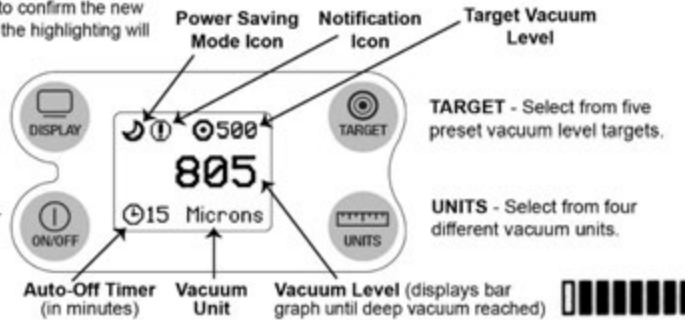 to confirm the new
the highlighting will
Power Saving
Mode Icon
Notification
Icon
Target Vacuum
Level
DISPLAY
500
TARGET
805
ON/OFF
15 Microns
UNITS
TARGET - Select from five
preset vacuum level targets.
UNITS - Select from four
different vacuum units.
Auto-Off Timer
(in minutes)
Vacuum
Unit
Vacuum Level (displays bar
graph until deep vacuum reached)